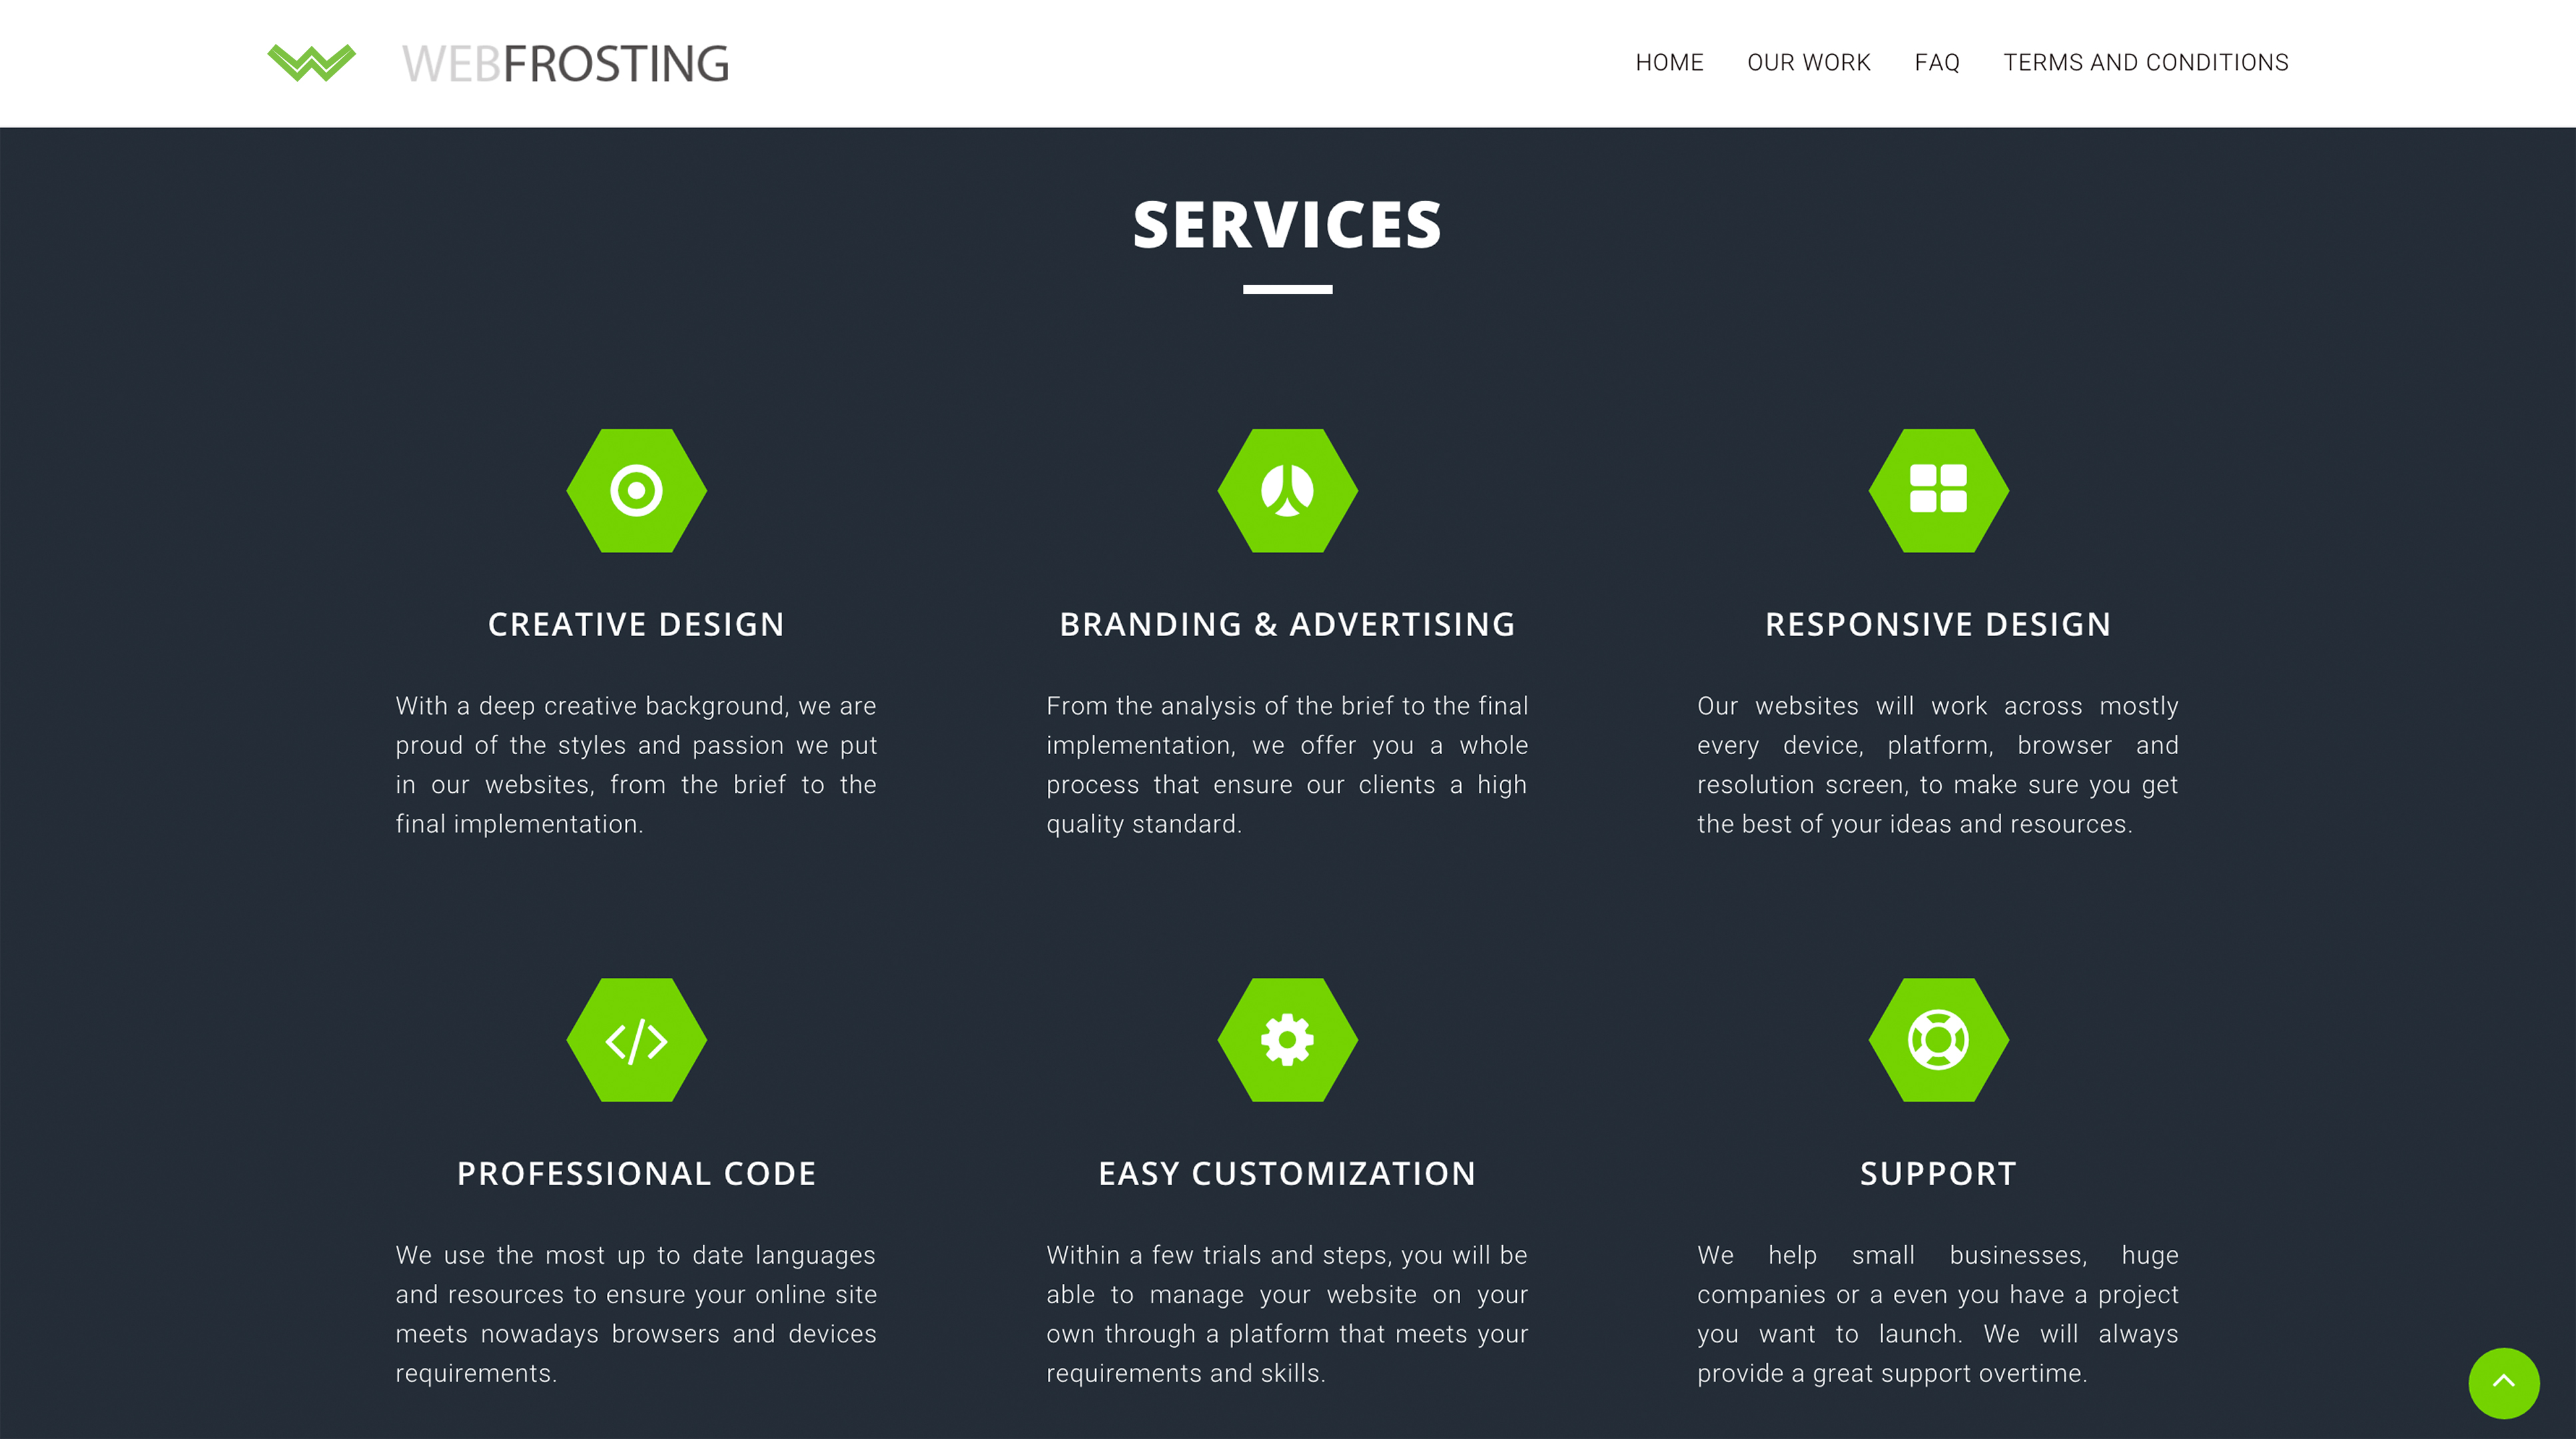 WEBFROSTING
HOME OUR WORK FAQ TERMS AND CONDITIONS
SERVICES
CREATIVE DESIGN
With a deep creative background, we are
proud of the styles and passion we put
in our websites, from the brief to the
final implementation.
BRANDING & ADVERTISING
From the analysis of the brief to the final
implementation, we offer you a whole
process that ensure our clients a high
quality standard.
RESPONSIVE DESIGN
Our websites will work across mostly
every device, platform, browser and
resolution screen, to make sure you get
the best of your ideas and resources.
PROFESSIONAL CODE
We use the most up to date languages
and resources to ensure your online site
meets nowadays browsers and devices
requirements.
EASY CUSTOMIZATION
Within a few trials and steps, you will be
able to manage your website on your
own through a platform that meets your
requirements and skills.
SUPPORT
We help small businesses, huge
companies or a even you have a project
you want to launch. We will always
provide a great support overtime.